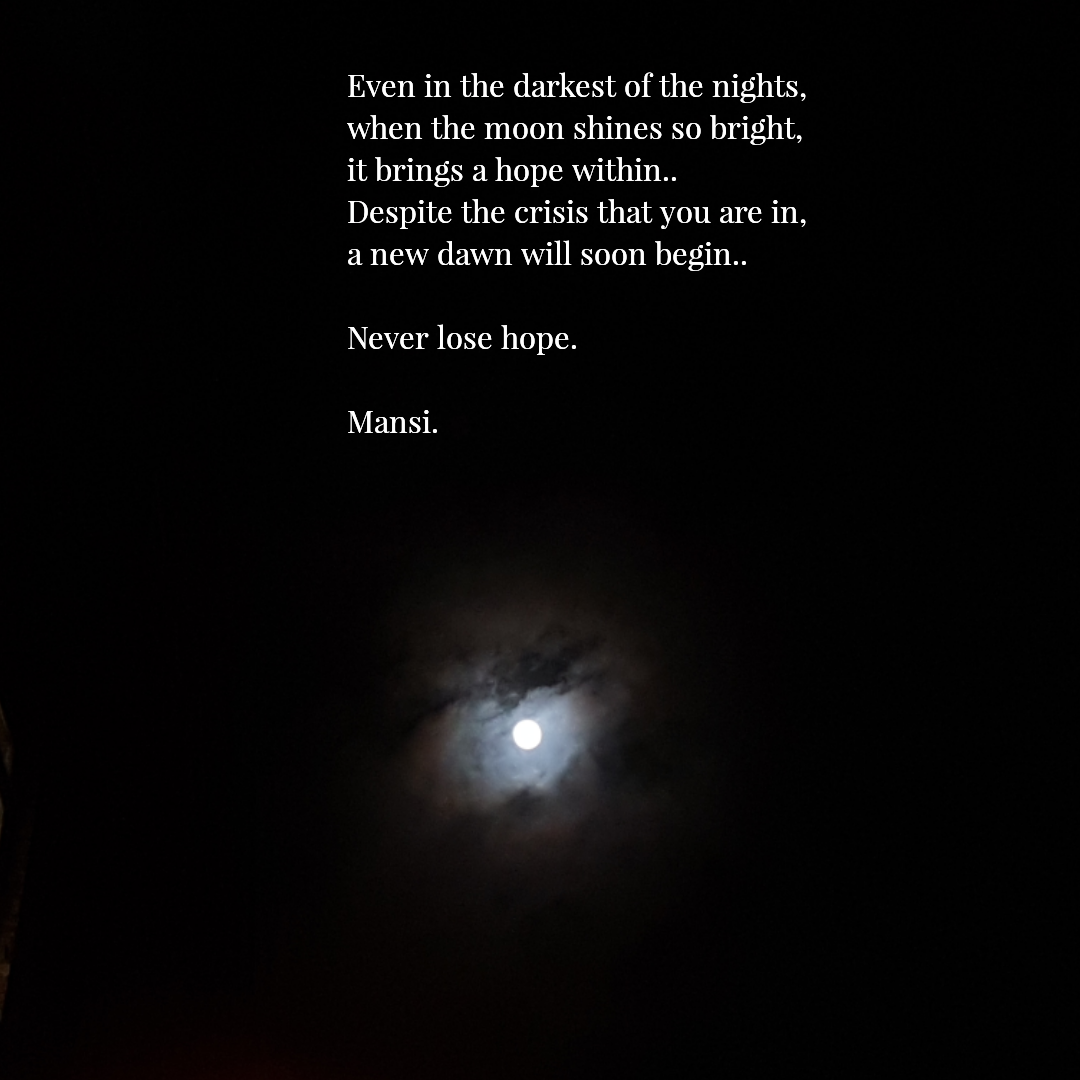 Even in the darkest of the nights,
when the moon shines so bright,
it brings a hope within..
Despite the crisis that you are in,
a new dawn will soon begin..
Never lose hope.
Mansi.